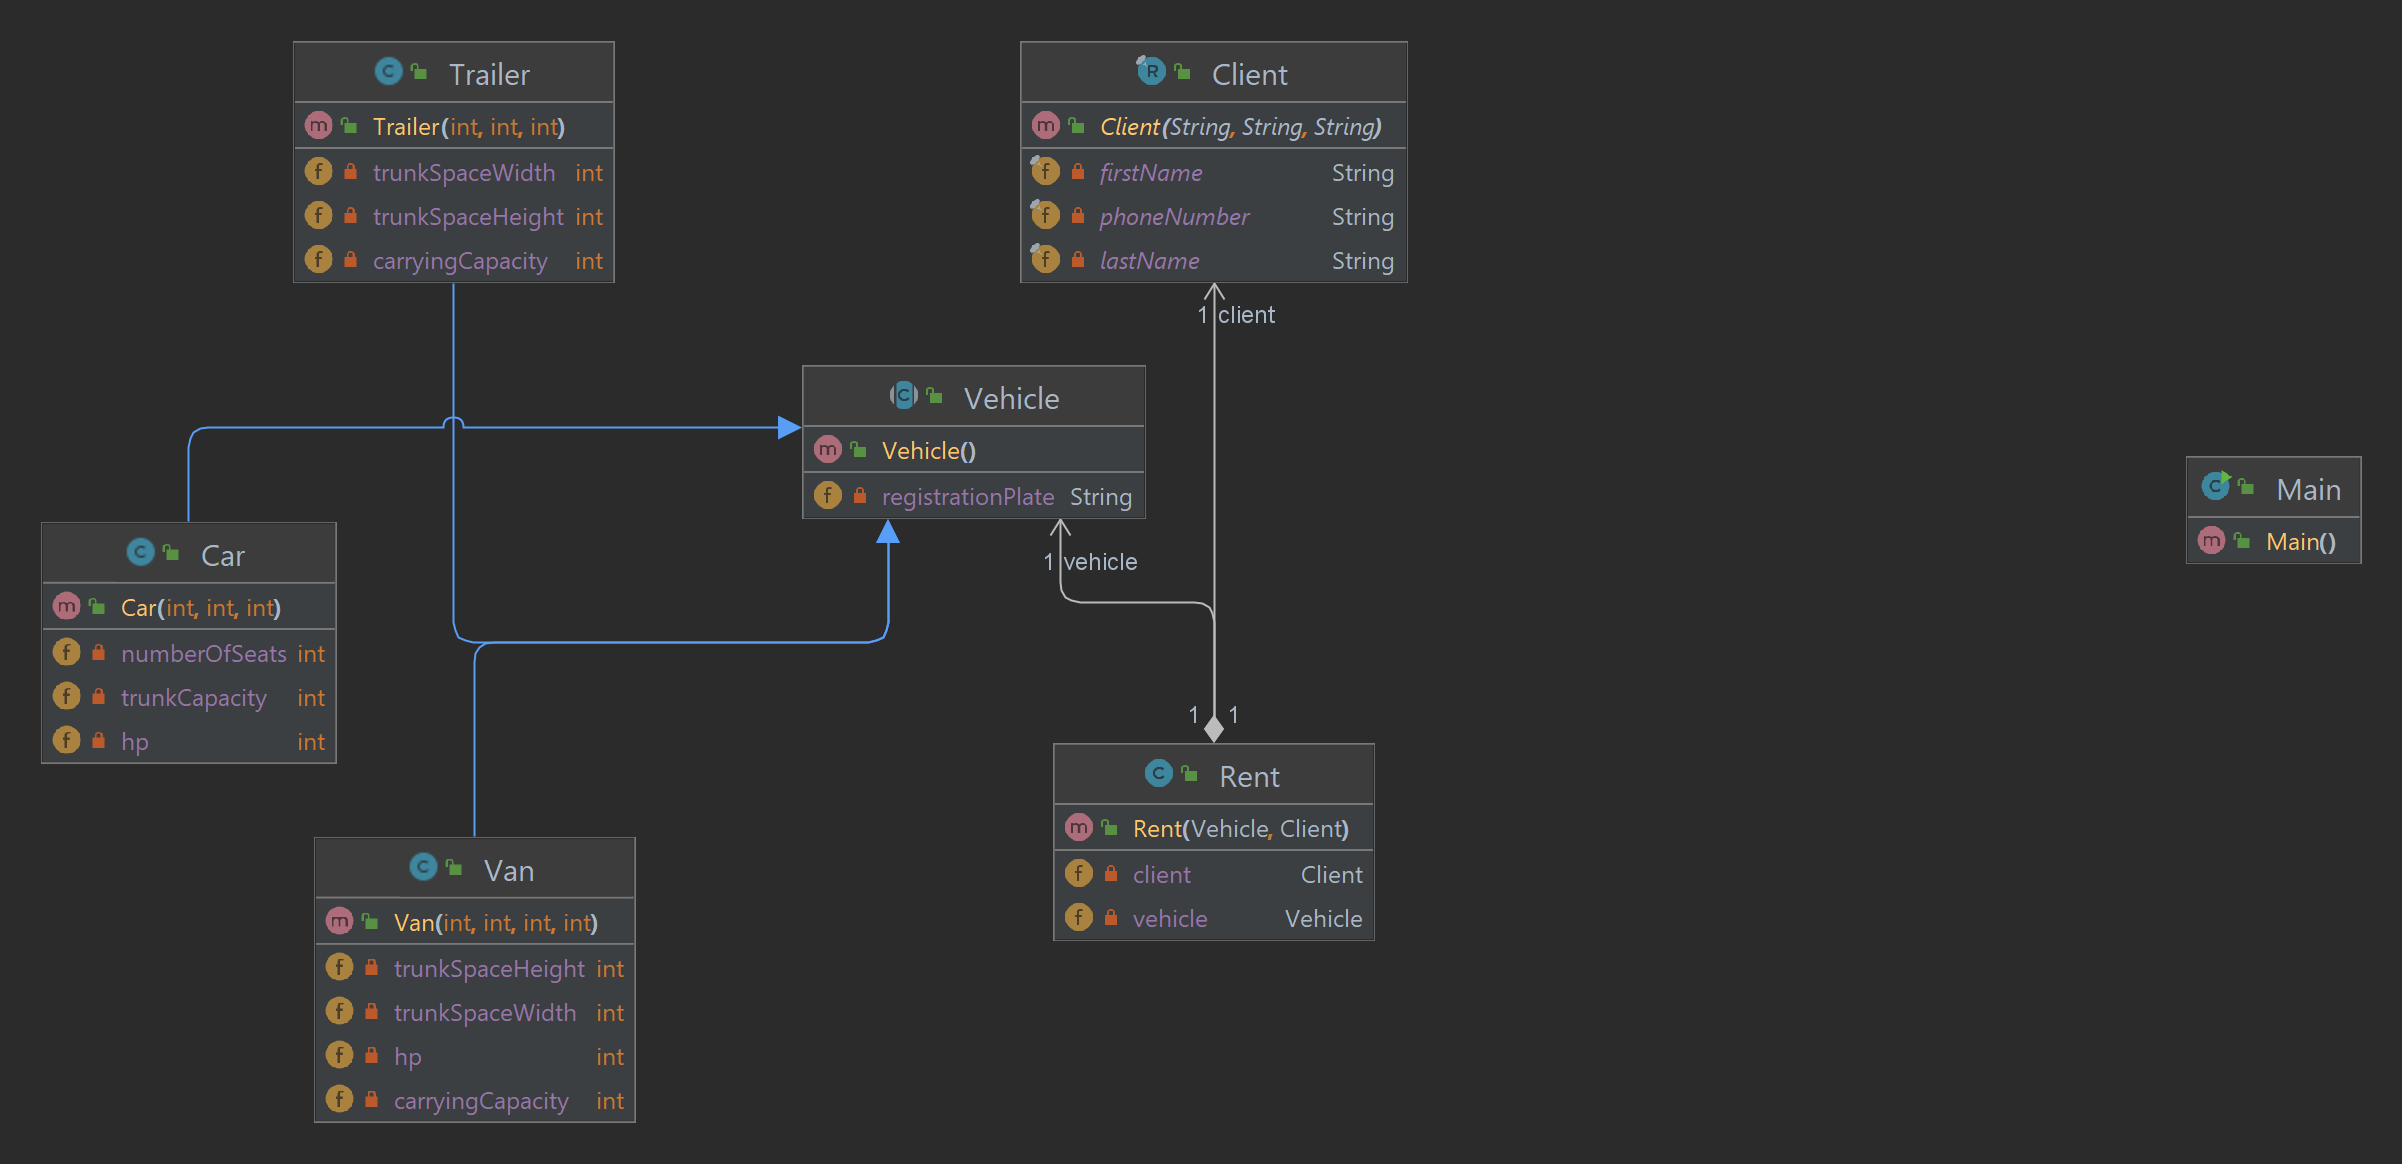 Trailer
Trailer(int, int, int)
trunkSpaceWidth int
trunkSpaceHeight int
carryingCapacity int
Client
Client(String, String, String)
firstName String
phoneNumber String
lastName String
1 client
Vehicle
Vehicle()
registrationPlate String
1 vehicle
Main
Main()
Car
Car(int, int, int)
numberOfSeats int
trunkCapacity int
hp int
1 1
Rent
Rent(Vehicle, Client)
client Client
vehicle Vehicle
Van
Van(int, int, int, int)
trunkSpaceHeight int
trunkSpaceWidth int
hp int
carryingCapacity int